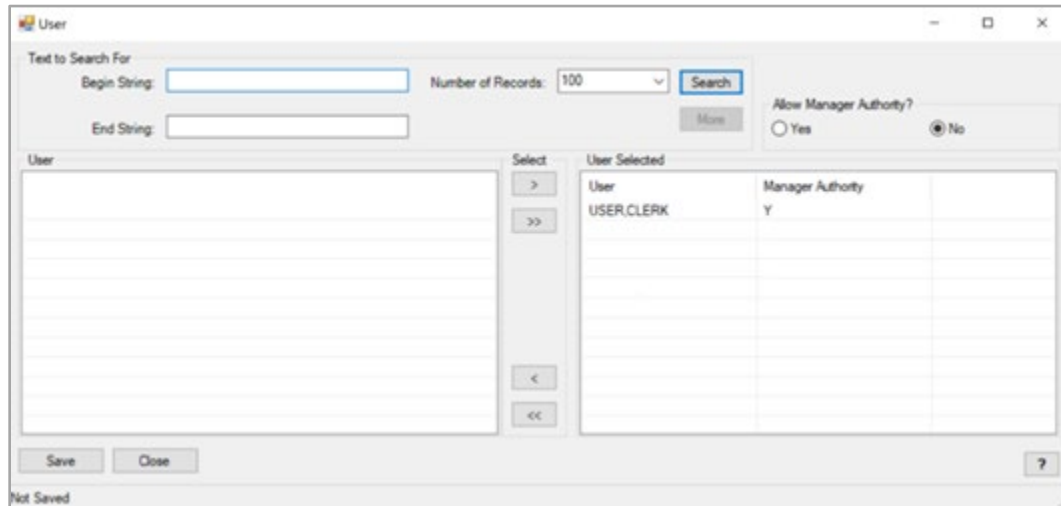 User
Text to Search For
Begin String:
Number of Records: 100
Search
End String:
More
Allow Manager Authority?
Yes No
User
Select
>
>>
<
<<
User Selected
User Manager Authority
USER,CLERK Y
Save Close
?
Not Saved